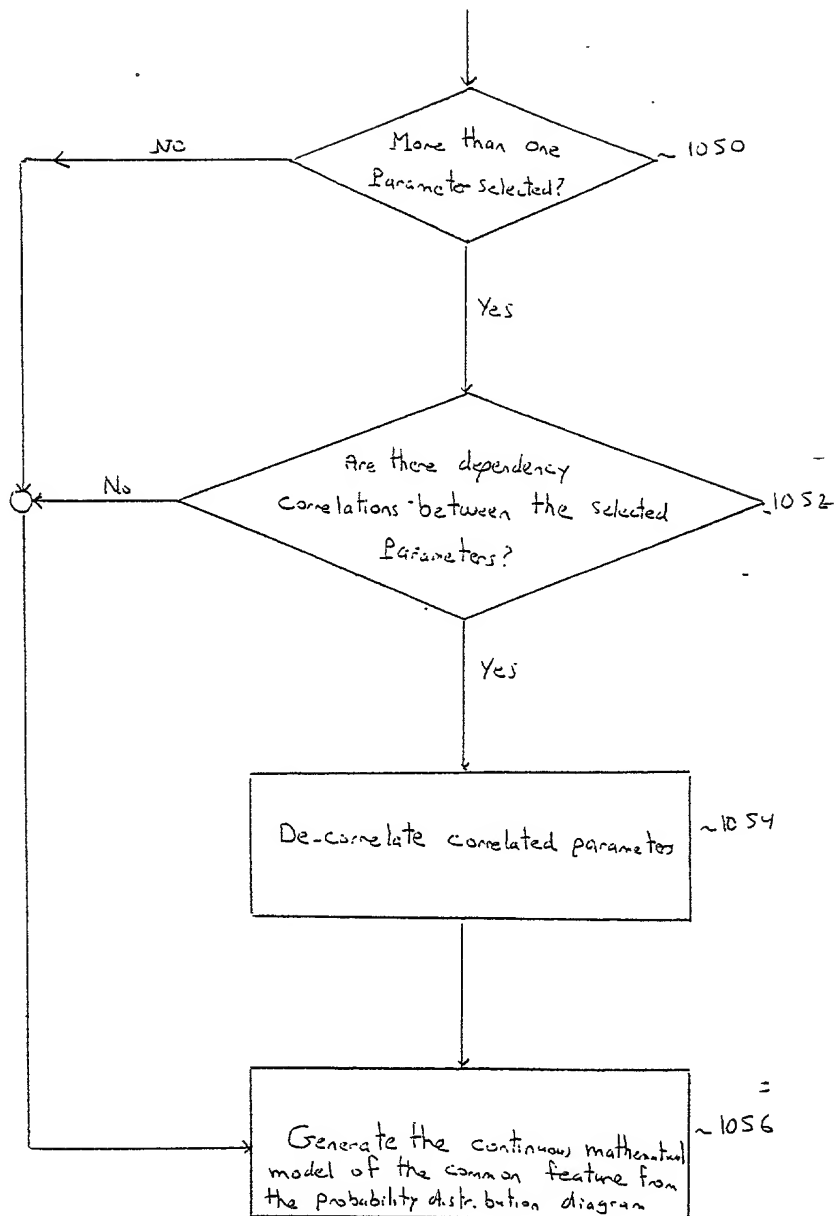 More than one
Parameter selected?
~ 1050
No
Yes
Are there dependency
correlations between the selected
Parameters?
1052
No
Yes
De-correlate correlated parameters
~1054
Generate the continuous mathematical
model of the common feature from
the probability distribution diagram
~1056